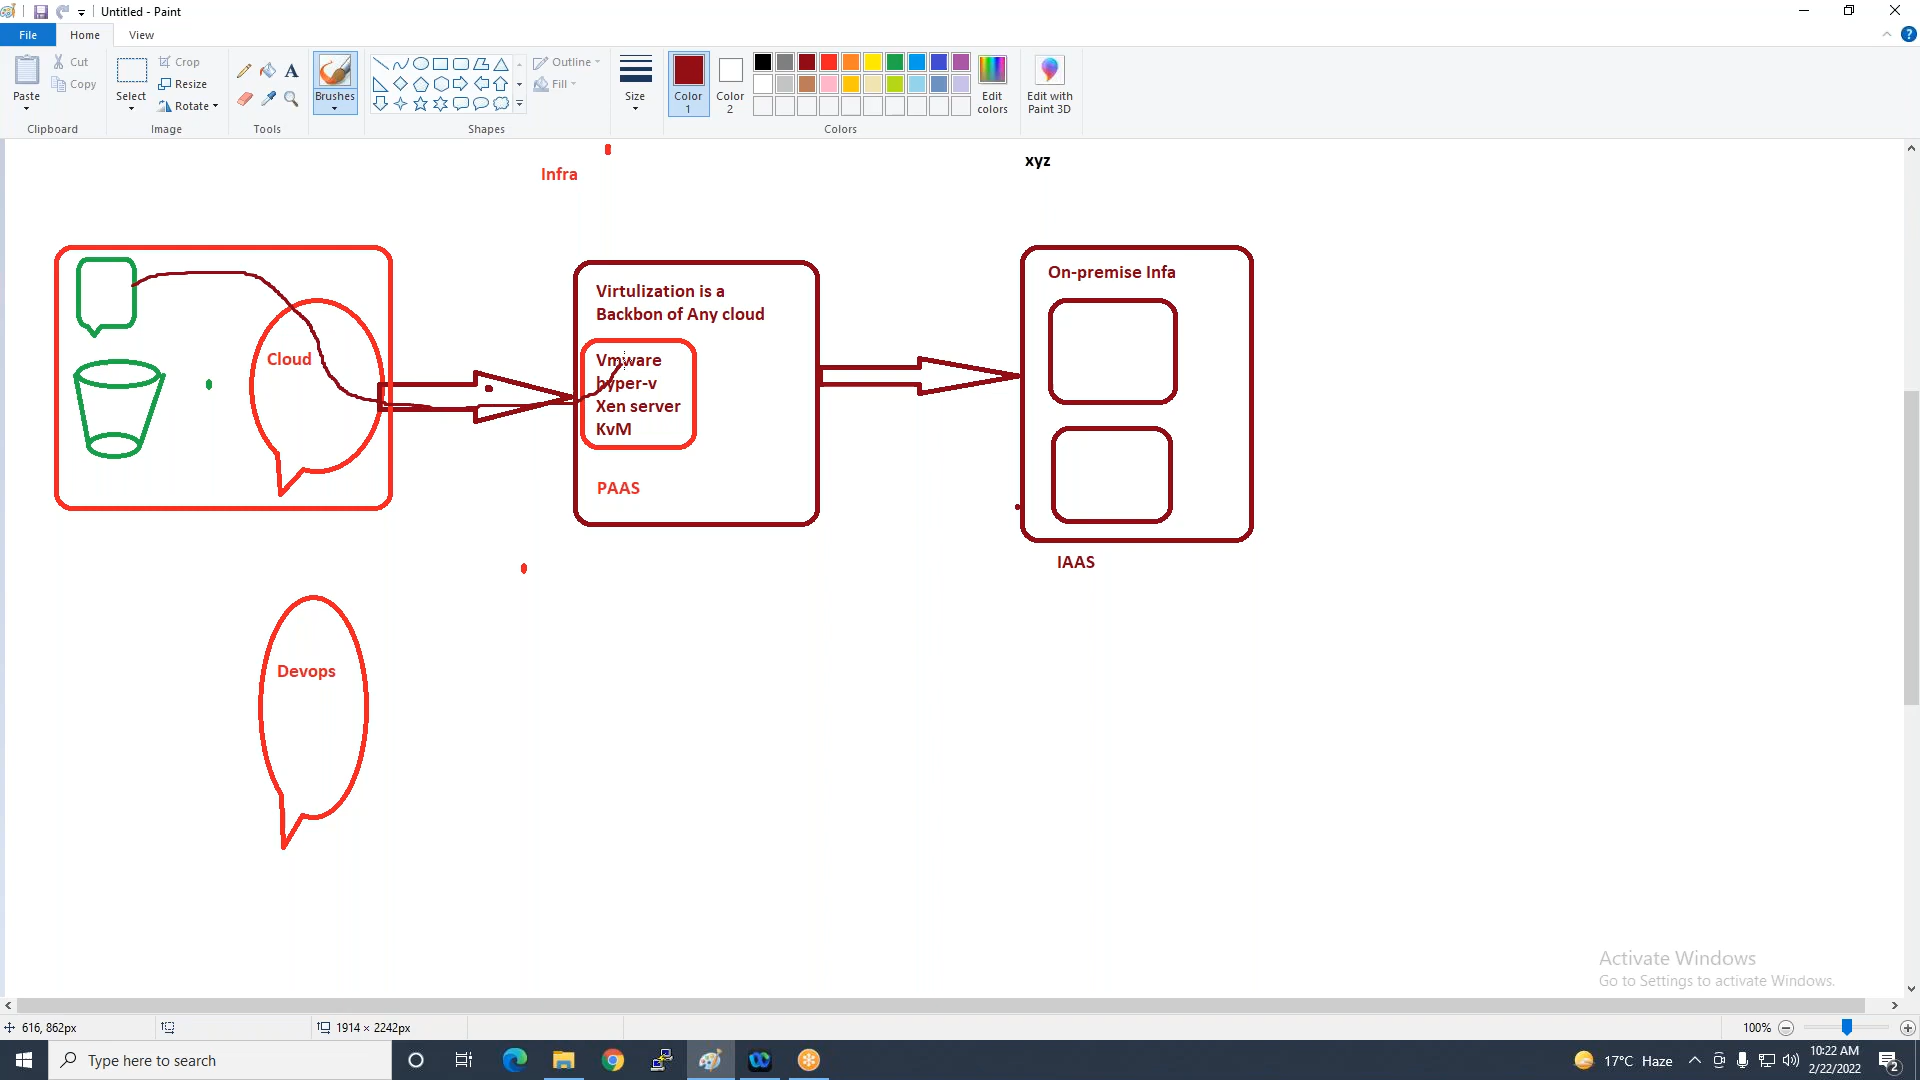 Untitled - Paint
File
Home
View
Paste
Cut
Copy
Clipboard
Select
Crop
Resize
Rotate
Image
Tools
Brushes
Shapes
Outline
Fill
Size
Color
1
Color
2
Colors
Edit
colors
Edit with
Paint 3D
Infra
xyz
Cloud
Virtulization is a
Backbon of Any cloud
Vmware
hyper-v
Xen server
KvM
PAAS
On-premise Infa
IAAS
Devops
Activate Windows
Go to Settings to activate Windows.
616, 862px
1914 × 2242px
100%
Type here to search
17°C Haze
10:22 AM
2/22/2022
2